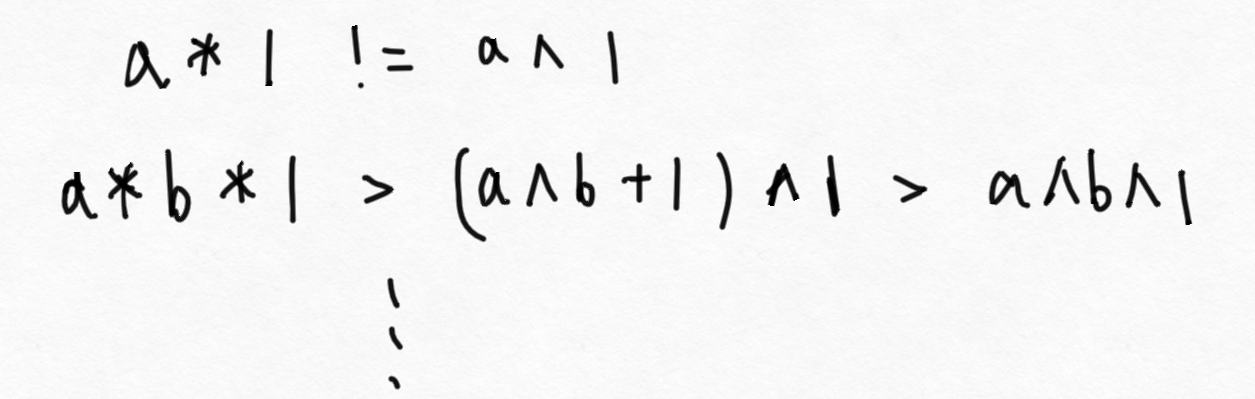 a * 1 != a ∧ 1
a * b * 1 > (a ∧ b + 1) ∧ 1 > a ∧ b ∧ 1
⋮